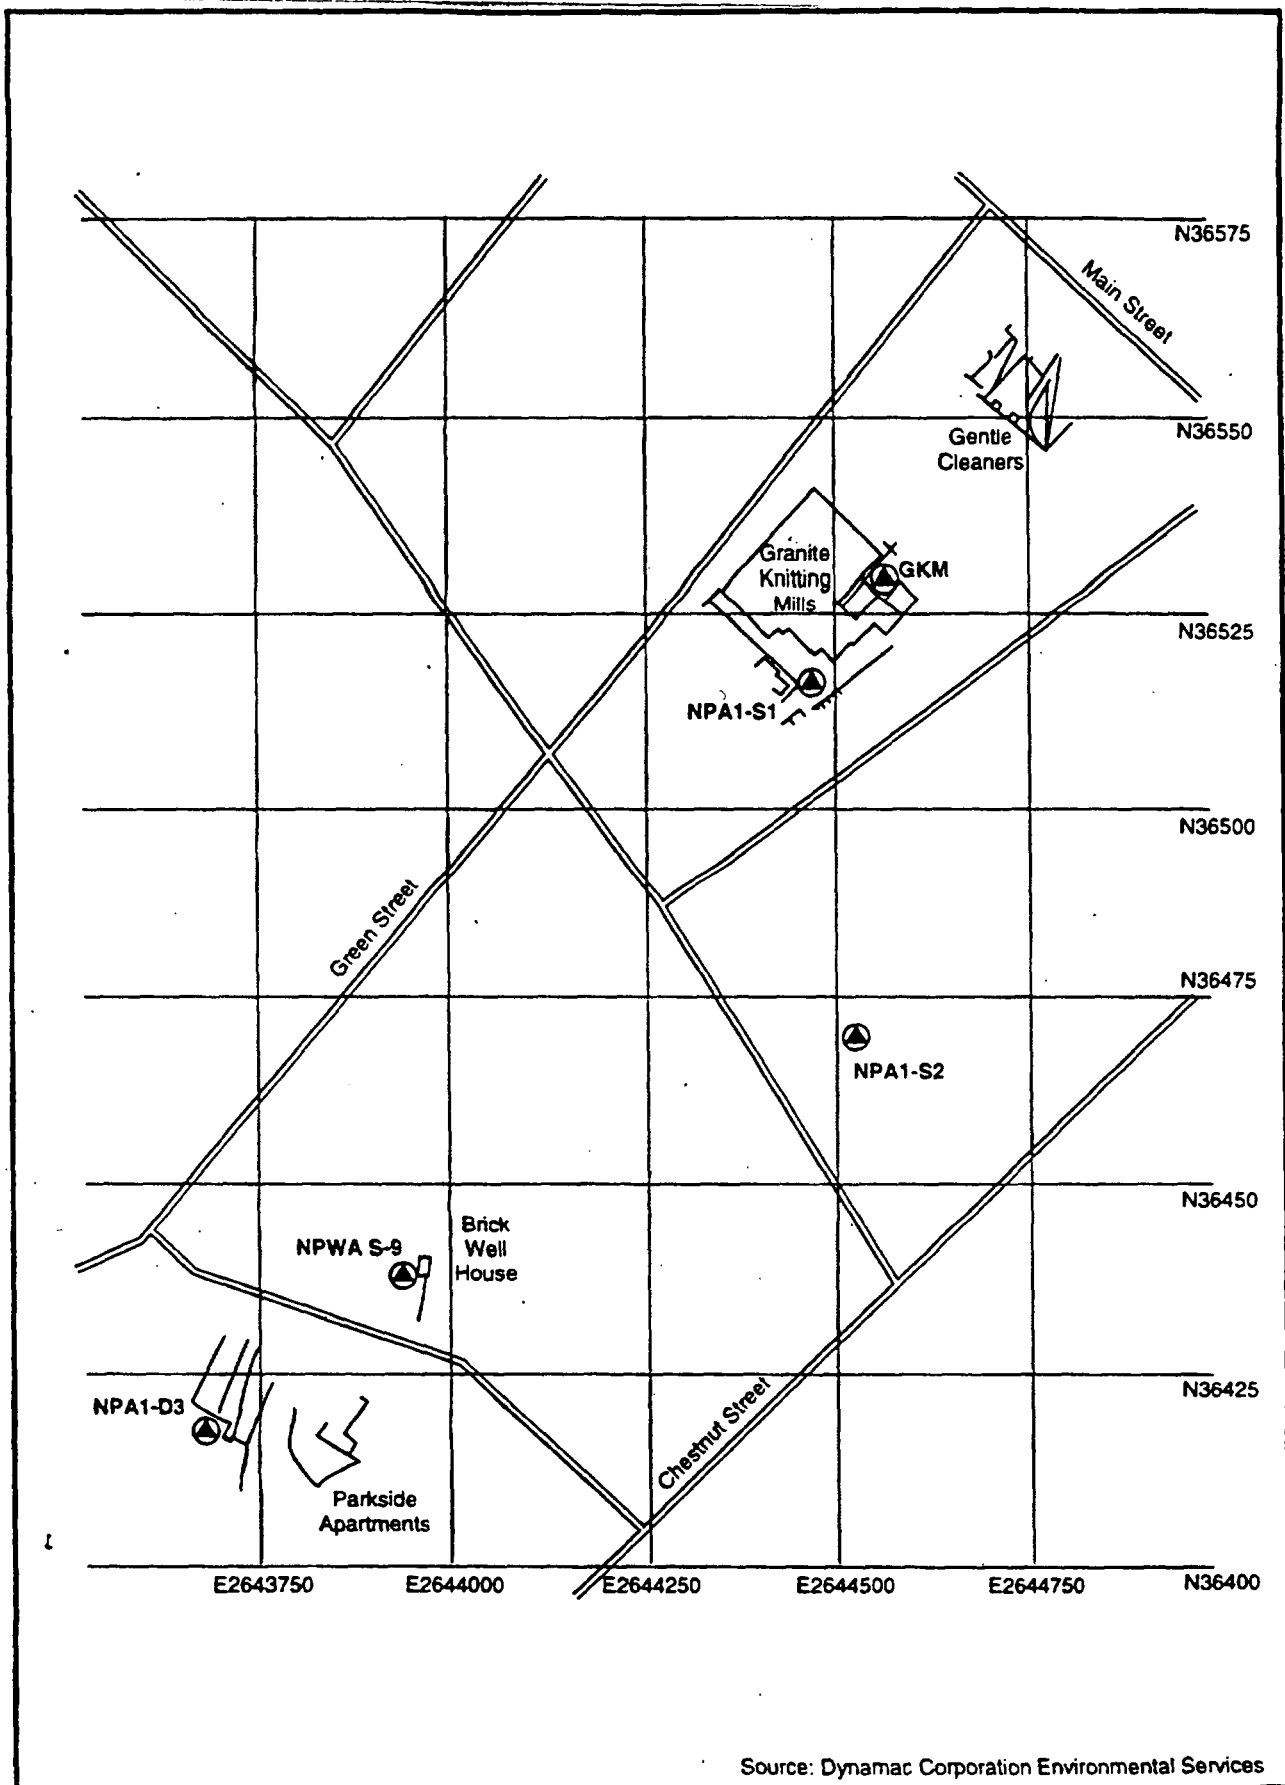 N36575
Main Street
N36550
Gentle
Cleaners
Granite
Knitting
Mills
GKM
N36525
NPA1-S1
N36500
Green Street
N36475
NPA1-S2
N36450
Brick
Well
House
NPWA S-9
N36425
NPA1-D3
Chestnut Street
Parkside
Apartments
E2643750
E2644000
E2644250
E2644500
E2644750
N36400
Source: Dynamac Corporation Environmental Services